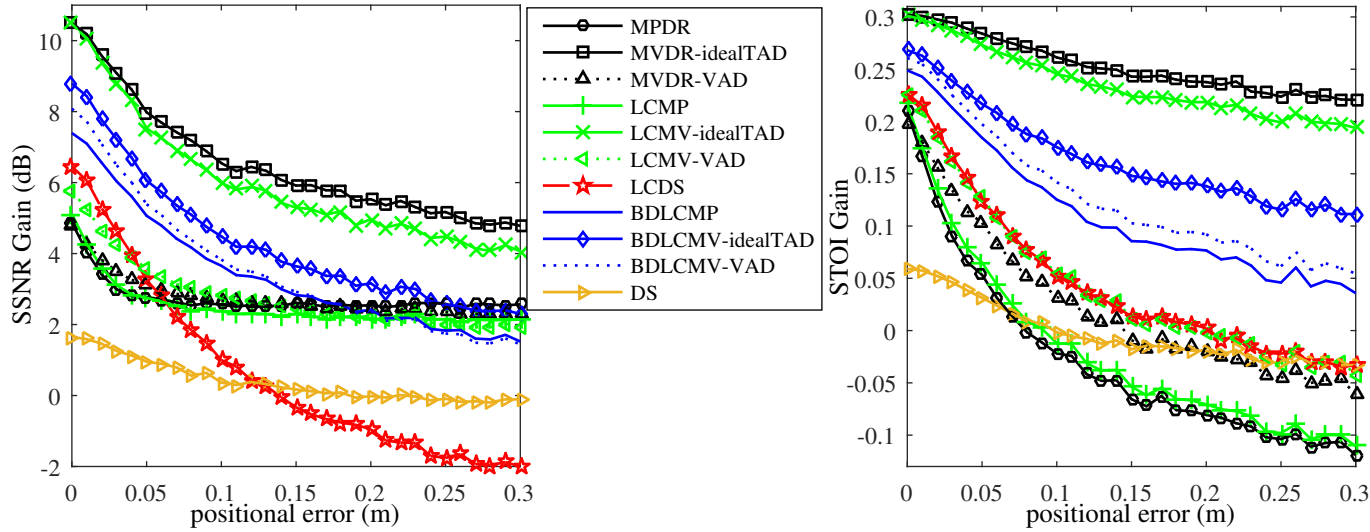 SSNR Gain (dB)
10
8
6
4
2
0
-2
0
0.05
0.1
0.15
0.2
0.25
0.3
positional error (m)
MPDR
MVDR-idealTAD
MVDR-VAD
LCMP
LCMV-idealTAD
LCMV-VAD
LCDS
BDLCMP
BDLCMV-idealTAD
BDLCMV-VAD
DS
STOI Gain
0.3
0.25
0.2
0.15
0.1
0.05
0
-0.05
-0.1
0
0.05
0.1
0.15
0.2
0.25
0.3
positional error (m)